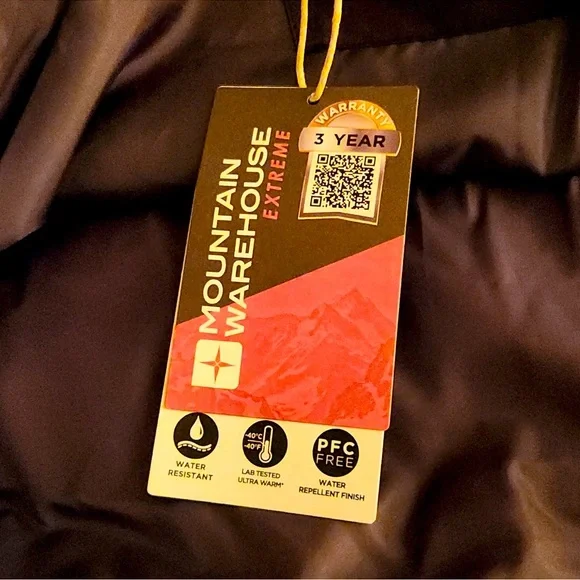 WARRANTY
3 YEAR
MOUNTAIN
WAREHOUSE
EXTREME
WATER
RESISTANT
-40°C
-40°F
LAB TESTED
ULTRA WARM*
PFC
FREE
WATER
REPELLENT FINISH